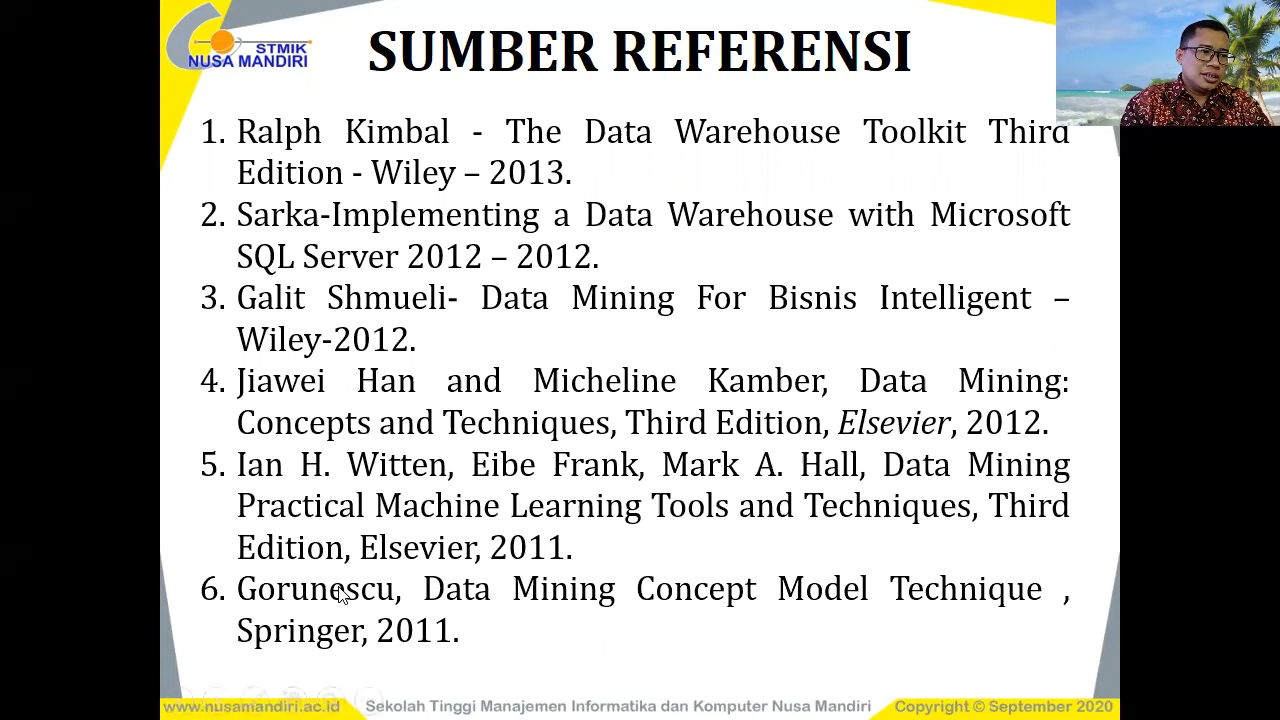 STMIK
NUSA MANDIRI
SUMBER REFERENSI
1. Ralph Kimbal - The Data Warehouse Toolkit Third
Edition - Wiley – 2013.
2. Sarka-Implementing a Data Warehouse with Microsoft
SQL Server 2012 – 2012.
3. Galit Shmueli- Data Mining For Bisnis Intelligent –
Wiley-2012.
4. Jiawei Han and Micheline Kamber, Data Mining:
Concepts and Techniques, Third Edition, Elsevier, 2012.
5. Ian H. Witten, Eibe Frank, Mark A. Hall, Data Mining
Practical Machine Learning Tools and Techniques, Third
Edition, Elsevier, 2011.
6. Gorunescu, Data Mining Concept Model Technique ,
Springer, 2011.
www.nusamandiri.ac.id Sekolah Tinggi Manajemen Informatika dan Komputer Nusa Mandiri Copyright © September 2020